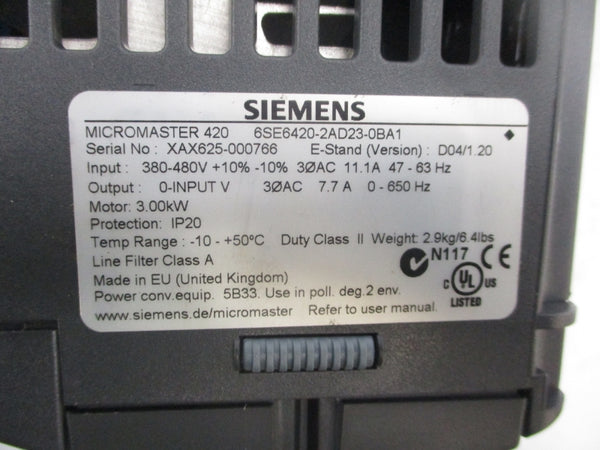 SIEMENS
MICROMASTER 420 6SE6420-2AD23-0BA1
Serial No : XAX625-000766 E-Stand (Version) : D04/1.20
Input : 380-480V +10% -10% 3ØAC 11.1A 47 - 63 Hz
Output : 0-INPUT V 3ØAC 7.7 A 0 - 650 Hz
Motor: 3.00kW
Protection: IP20
Temp Range : -10 - +50ºC Duty Class II Weight: 2.9kg/6.4lbs
Line Filter Class A
N117 CE
Made in EU (United Kingdom)
C UL US
LISTED
Power conv.equip. 5B33. Use in poll. deg.2 env.
www.siemens.de/micromaster Refer to user manual.